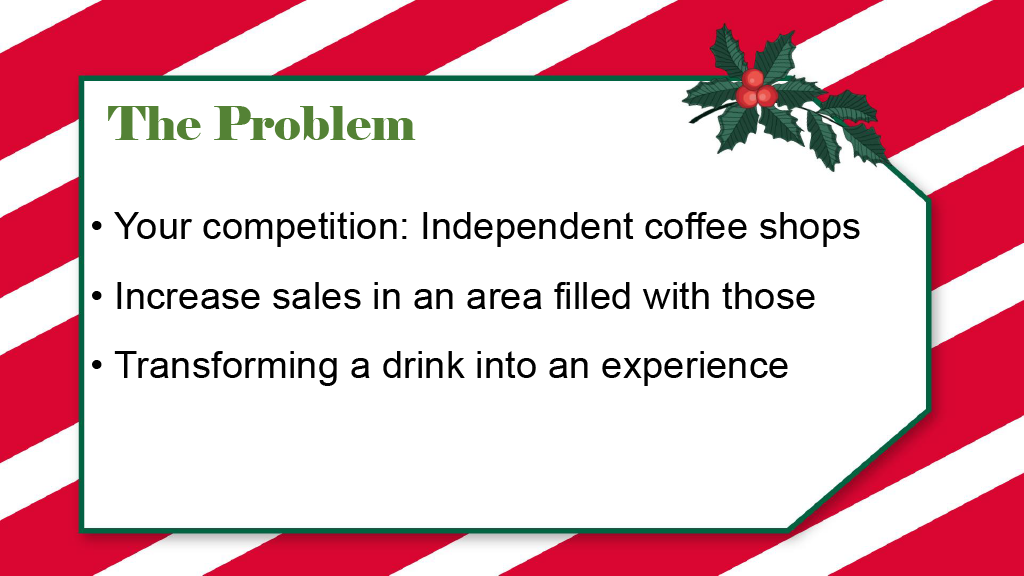 The Problem
• Your competition: Independent coffee shops
• Increase sales in an area filled with those
• Transforming a drink into an experience